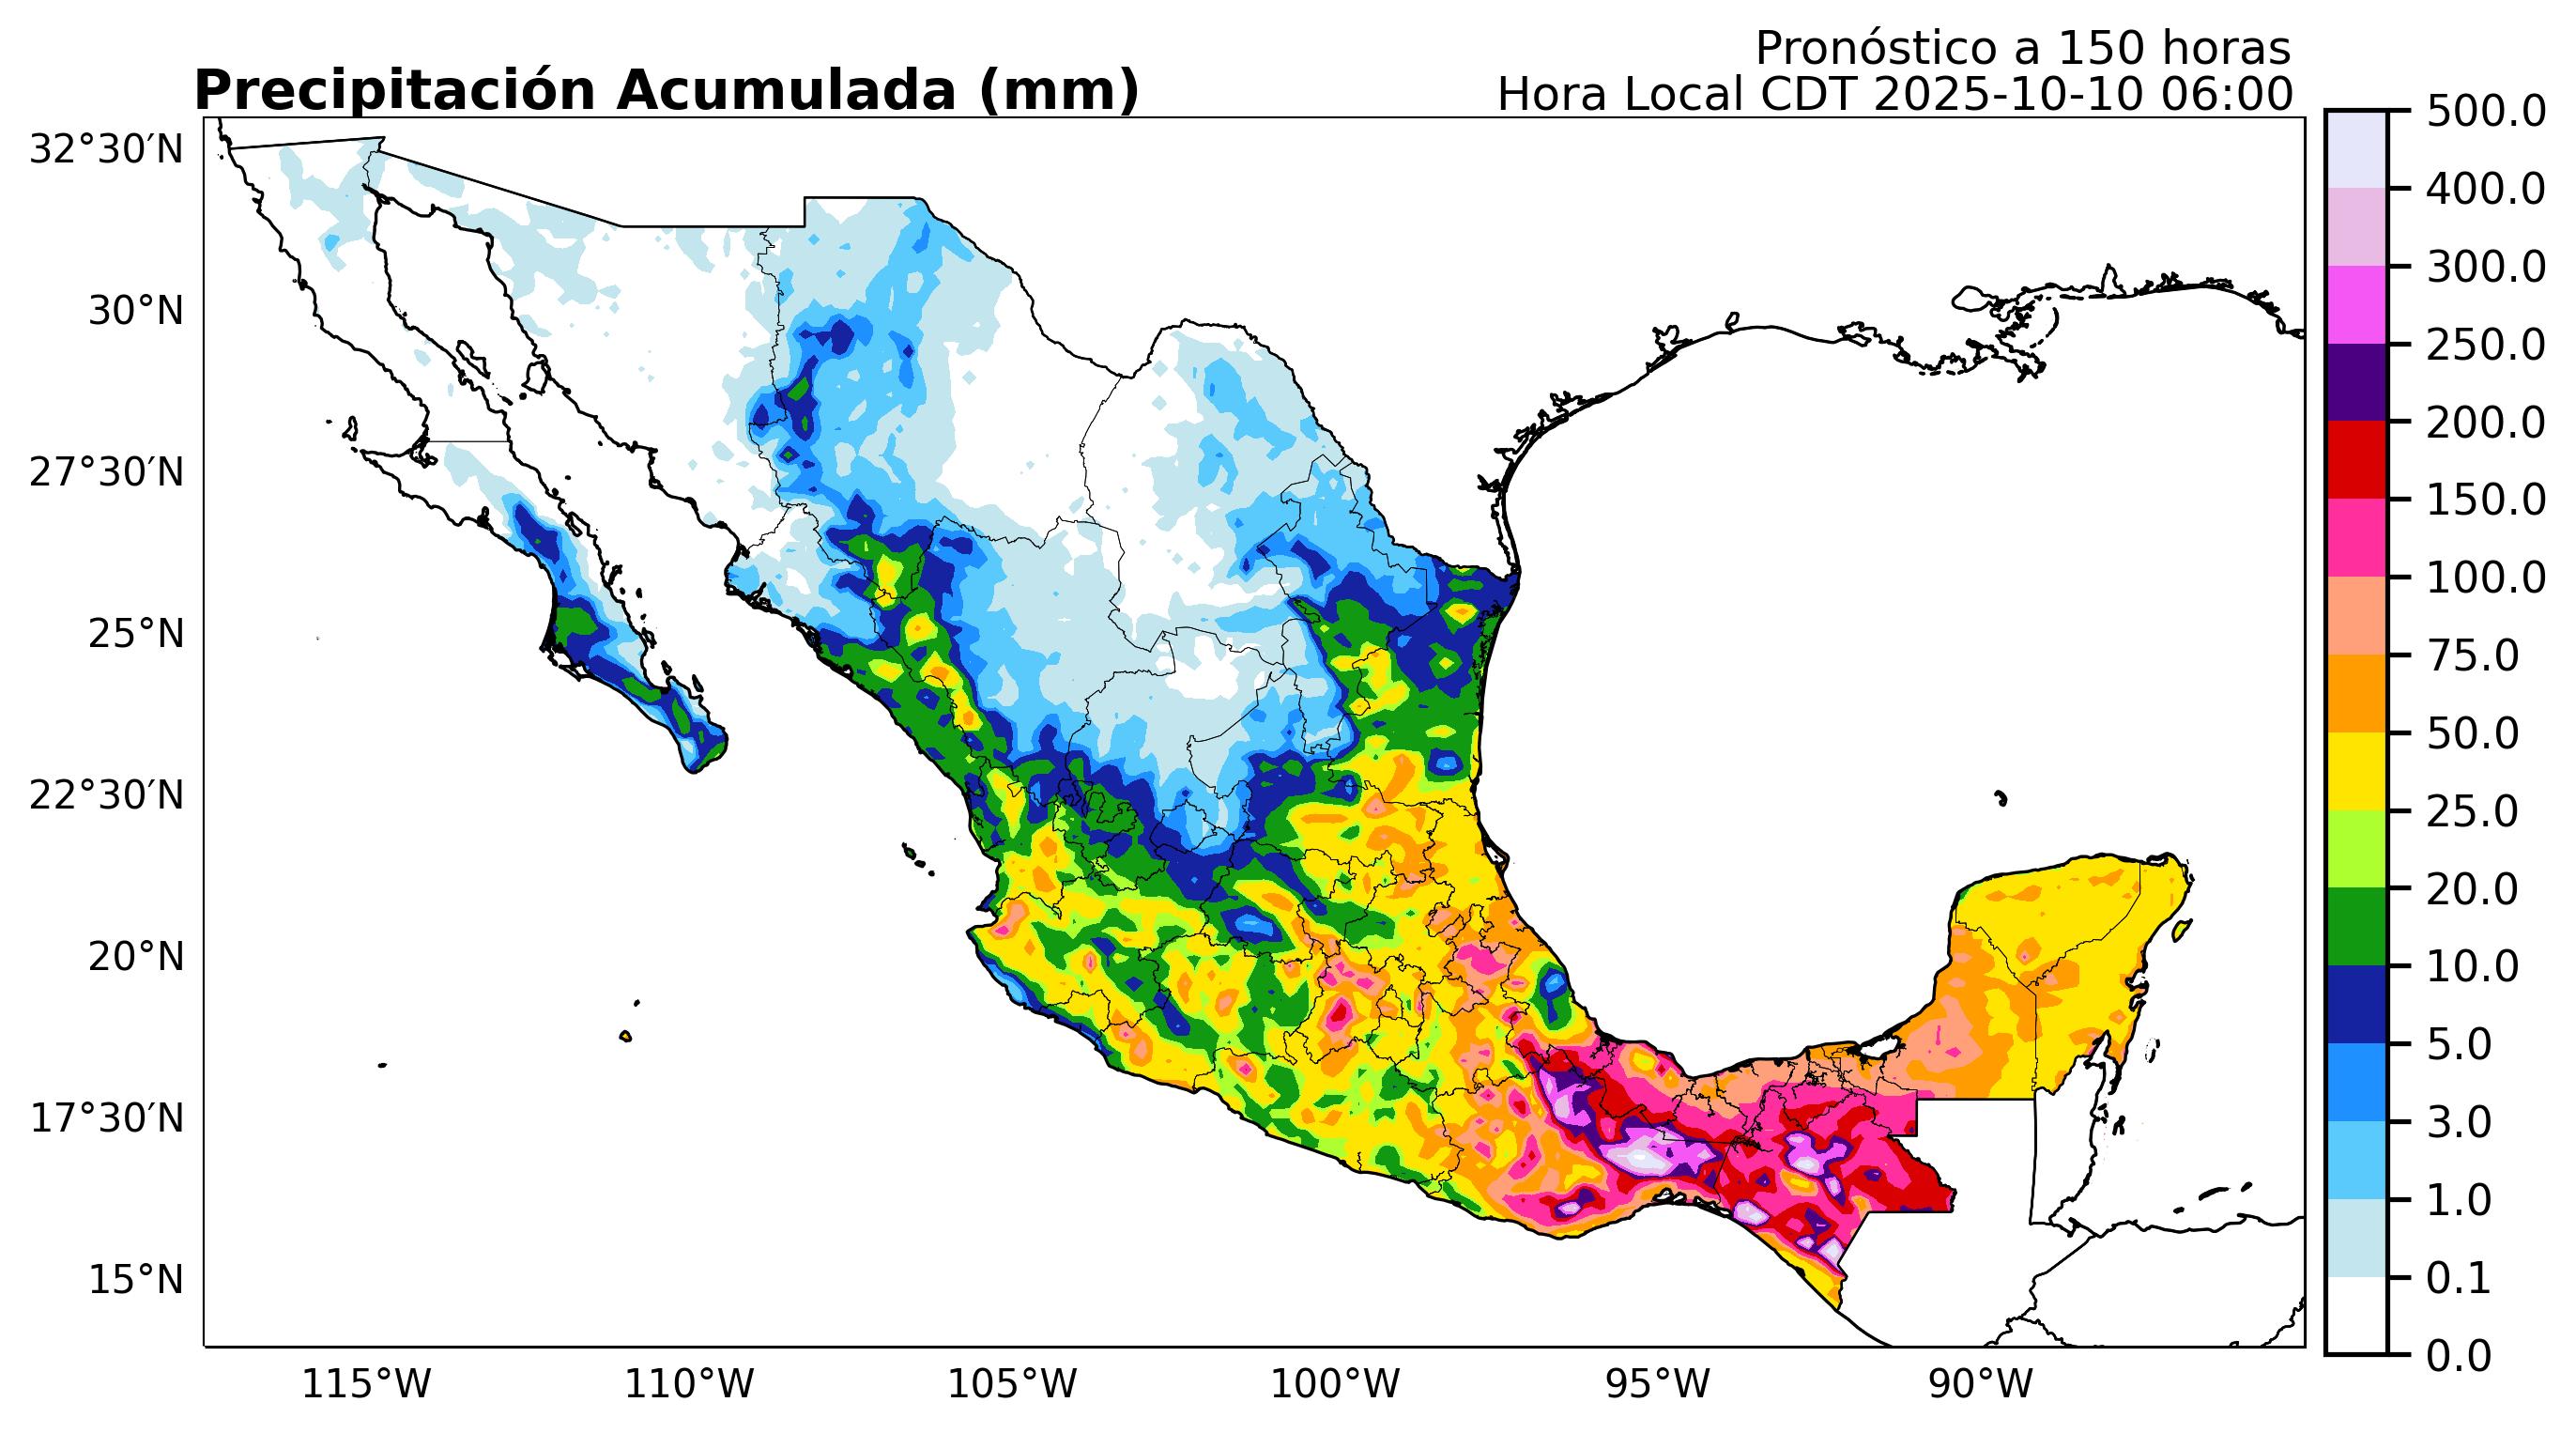 Pronóstico a 150 horas
Precipitación Acumulada (mm)
Hora Local CDT 2025-10-10 06:00
32°30′N
30°N
27°30′N
25°N
22°30′N
20°N
17°30′N
15°N
115°W
110°W
105°W
100°W
95°W
90°W
500.0
400.0
300.0
250.0
200.0
150.0
100.0
75.0
50.0
25.0
20.0
10.0
5.0
3.0
1.0
0.1
0.0